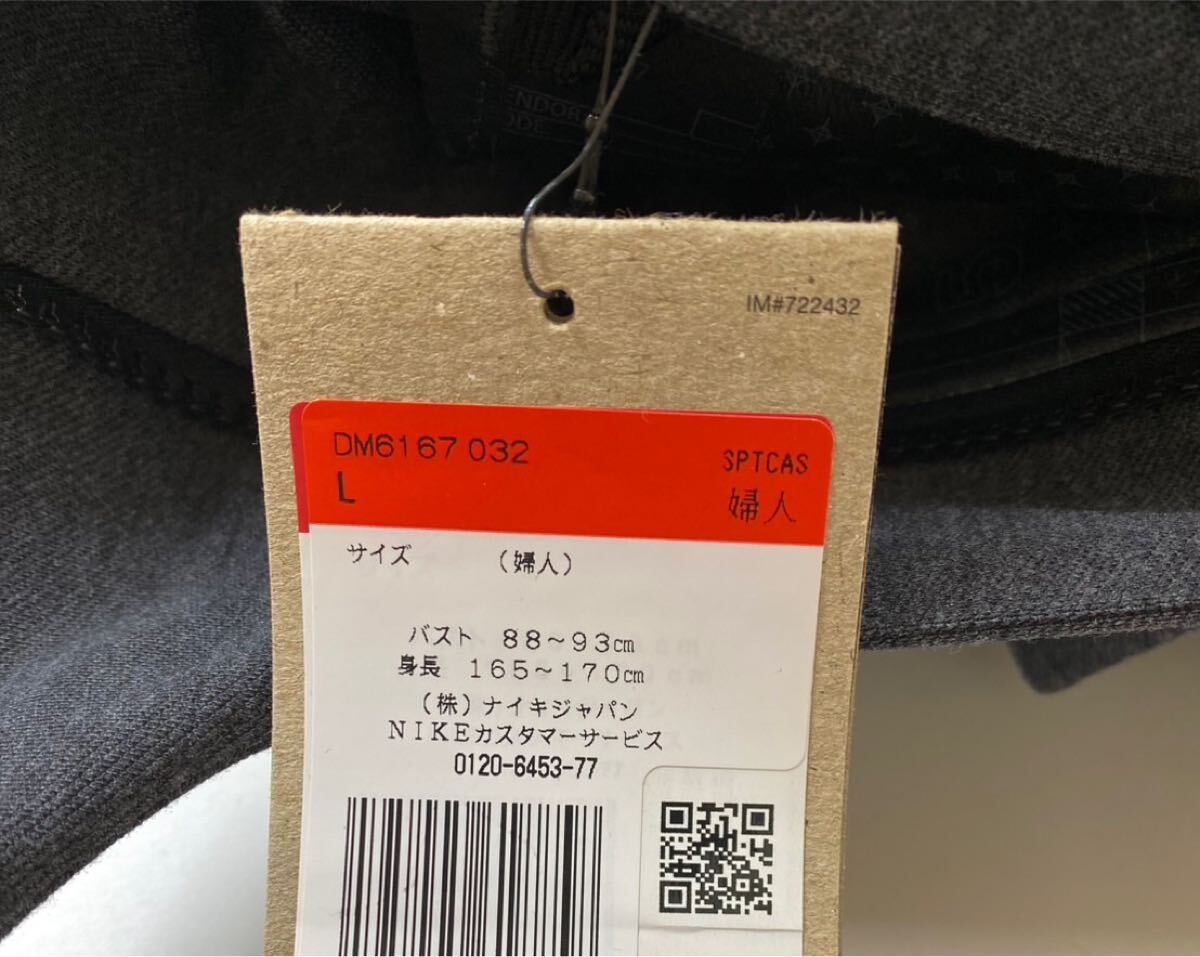 ENDOR
ODE
IM#722432
DM6167 032
SPTCAS
L
婦人
サイズ (婦人)
バスト 88~93cm
身長 165~170cm
(株)ナイキジャパン
NIKEカスタマーサービス
0120-6453-77